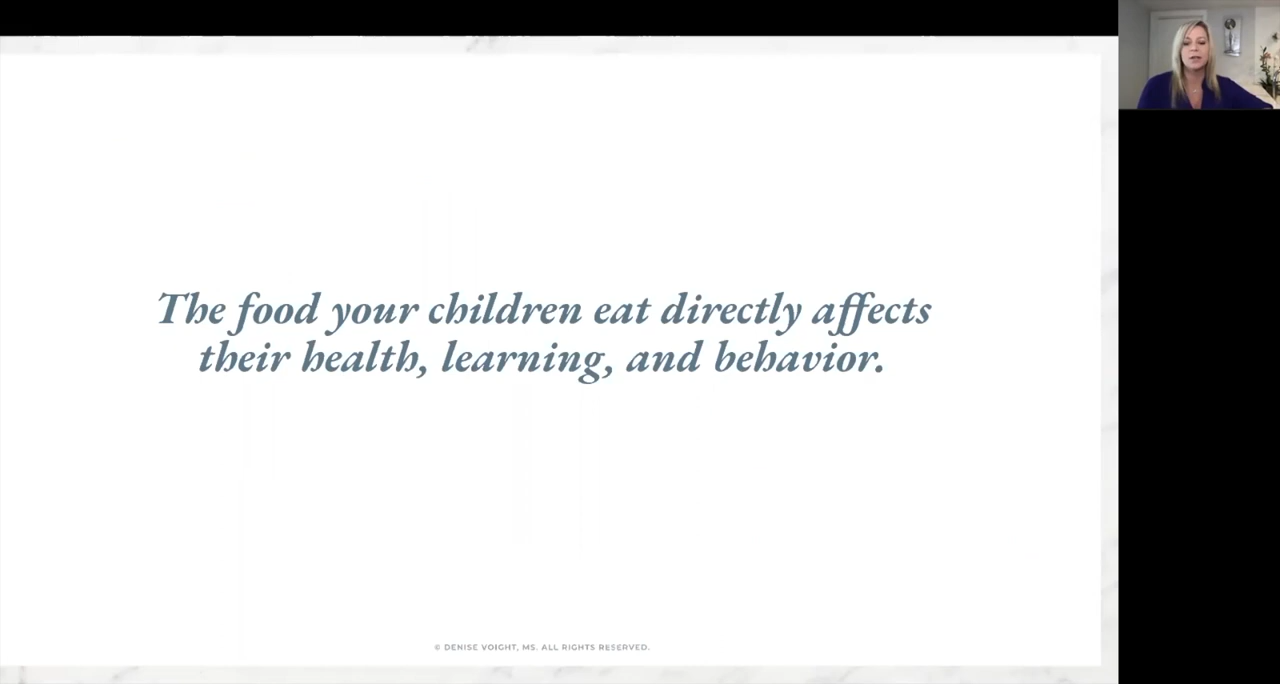 The food your children eat directly affects
their health, learning, and behavior.
© DENISE VOIGHT, MS. ALL RIGHTS RESERVED.